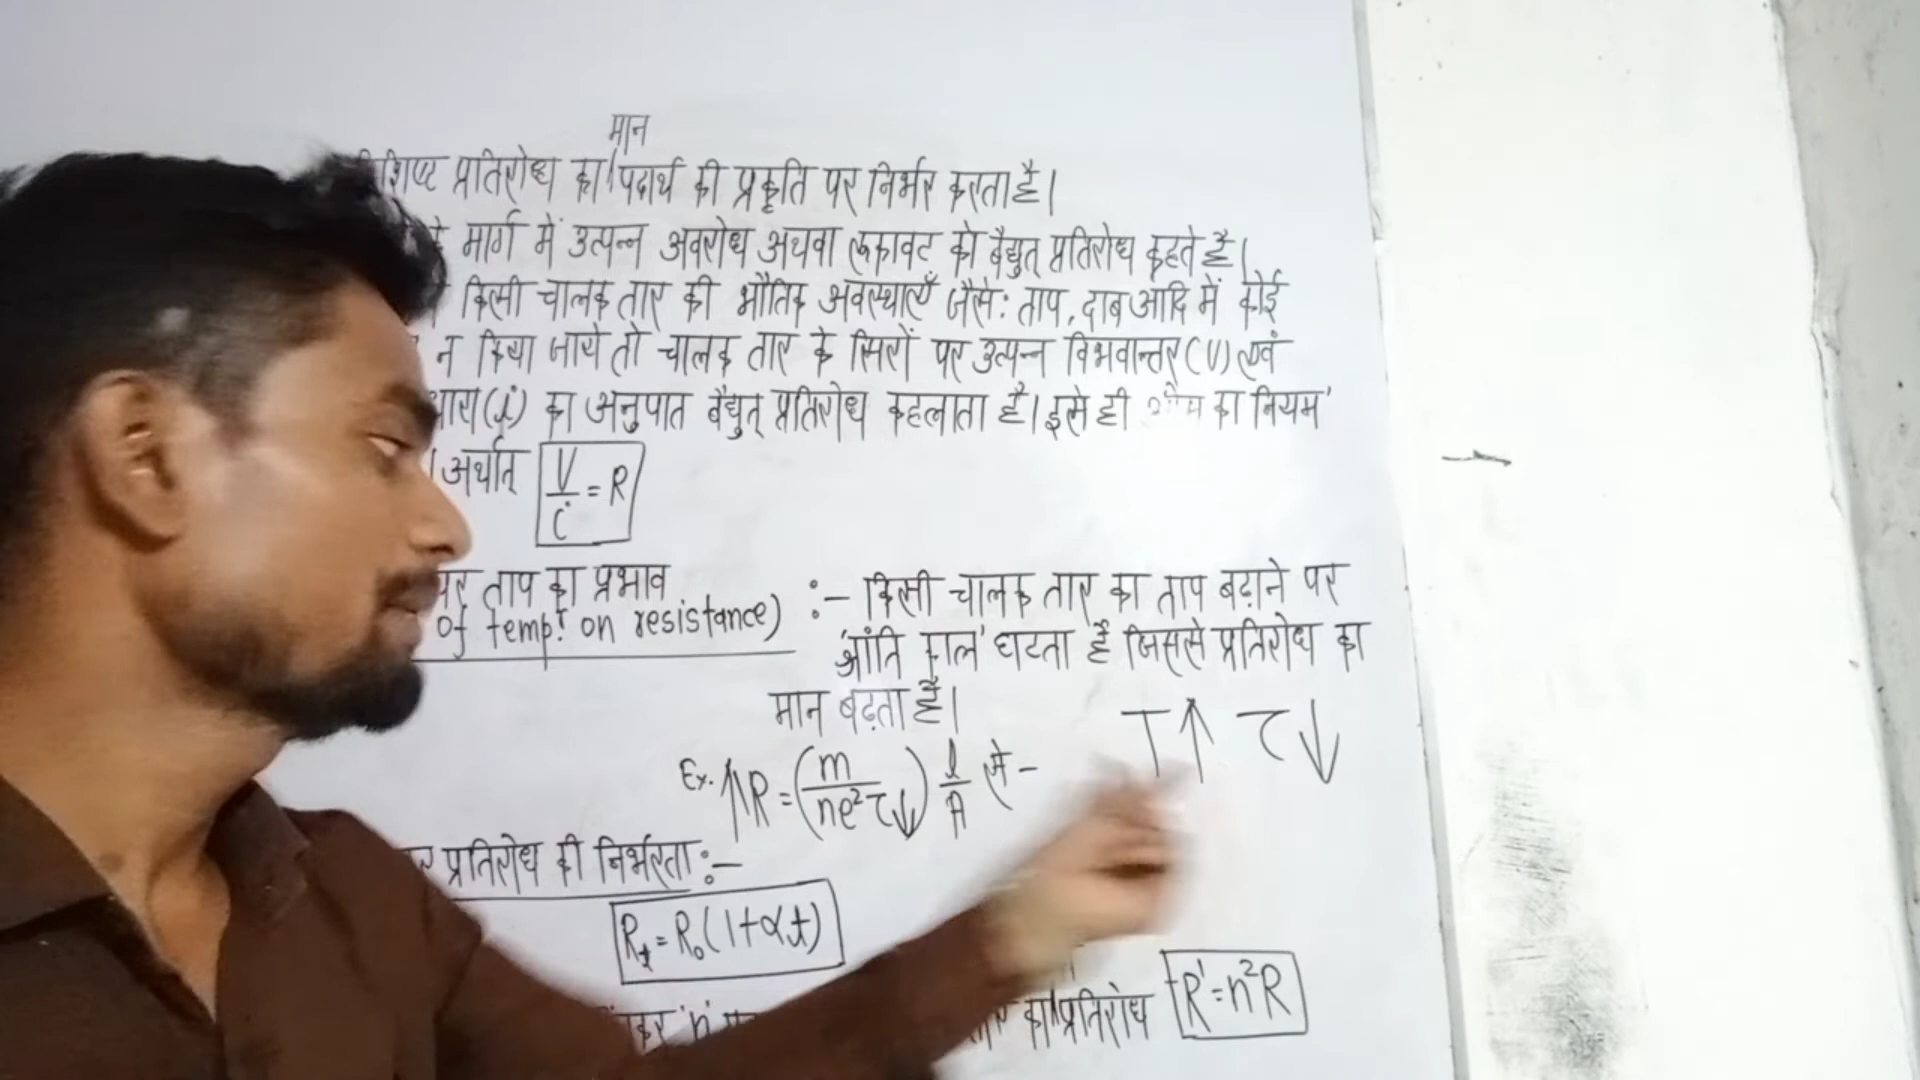 मान
प्रतिरोध का पदार्थ की प्रकृति पर निर्भर करता है।
मार्ग में उत्पन्न अवरोध अथवा रूकावट को वैद्युत प्रतिरोध कहते है।
किसी चालक तार की भौतिक अवस्थाएँ जैसे: ताप, दाब आदि में कोई
न किया जाये तो चालक तार के सिरों पर उत्पन्न विभवान्तर (V) एवं
(i) का अनुपात वैद्युत प्रतिरोध कहलाता है। इसे ही का नियम'
अर्थात् V/i = R
पर ताप का प्रभाव :- किसी चालक तार का ताप बढ़ाने पर
of tempr. on resistance) 'श्रांति काल' घटता है जिससे प्रतिरोध का
मान बढ़ता है।
T↑ τ↓
Ex. ↑R = (m/ne²τ↓) l/A से -
प्रतिरोध की निर्भरता :-
Rt = R₀(1+αt)
'n' का प्रतिरोध R' = n²R